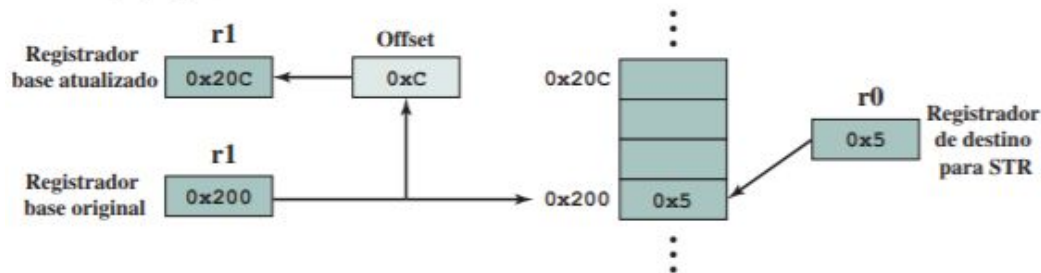 r1
Offset
Registrador
base atualizado
0x20C
0xC
0x20C
r0
Registrador
de destino
para STR
0x5
r1
Registrador
base original
0x200
0x200
0x5